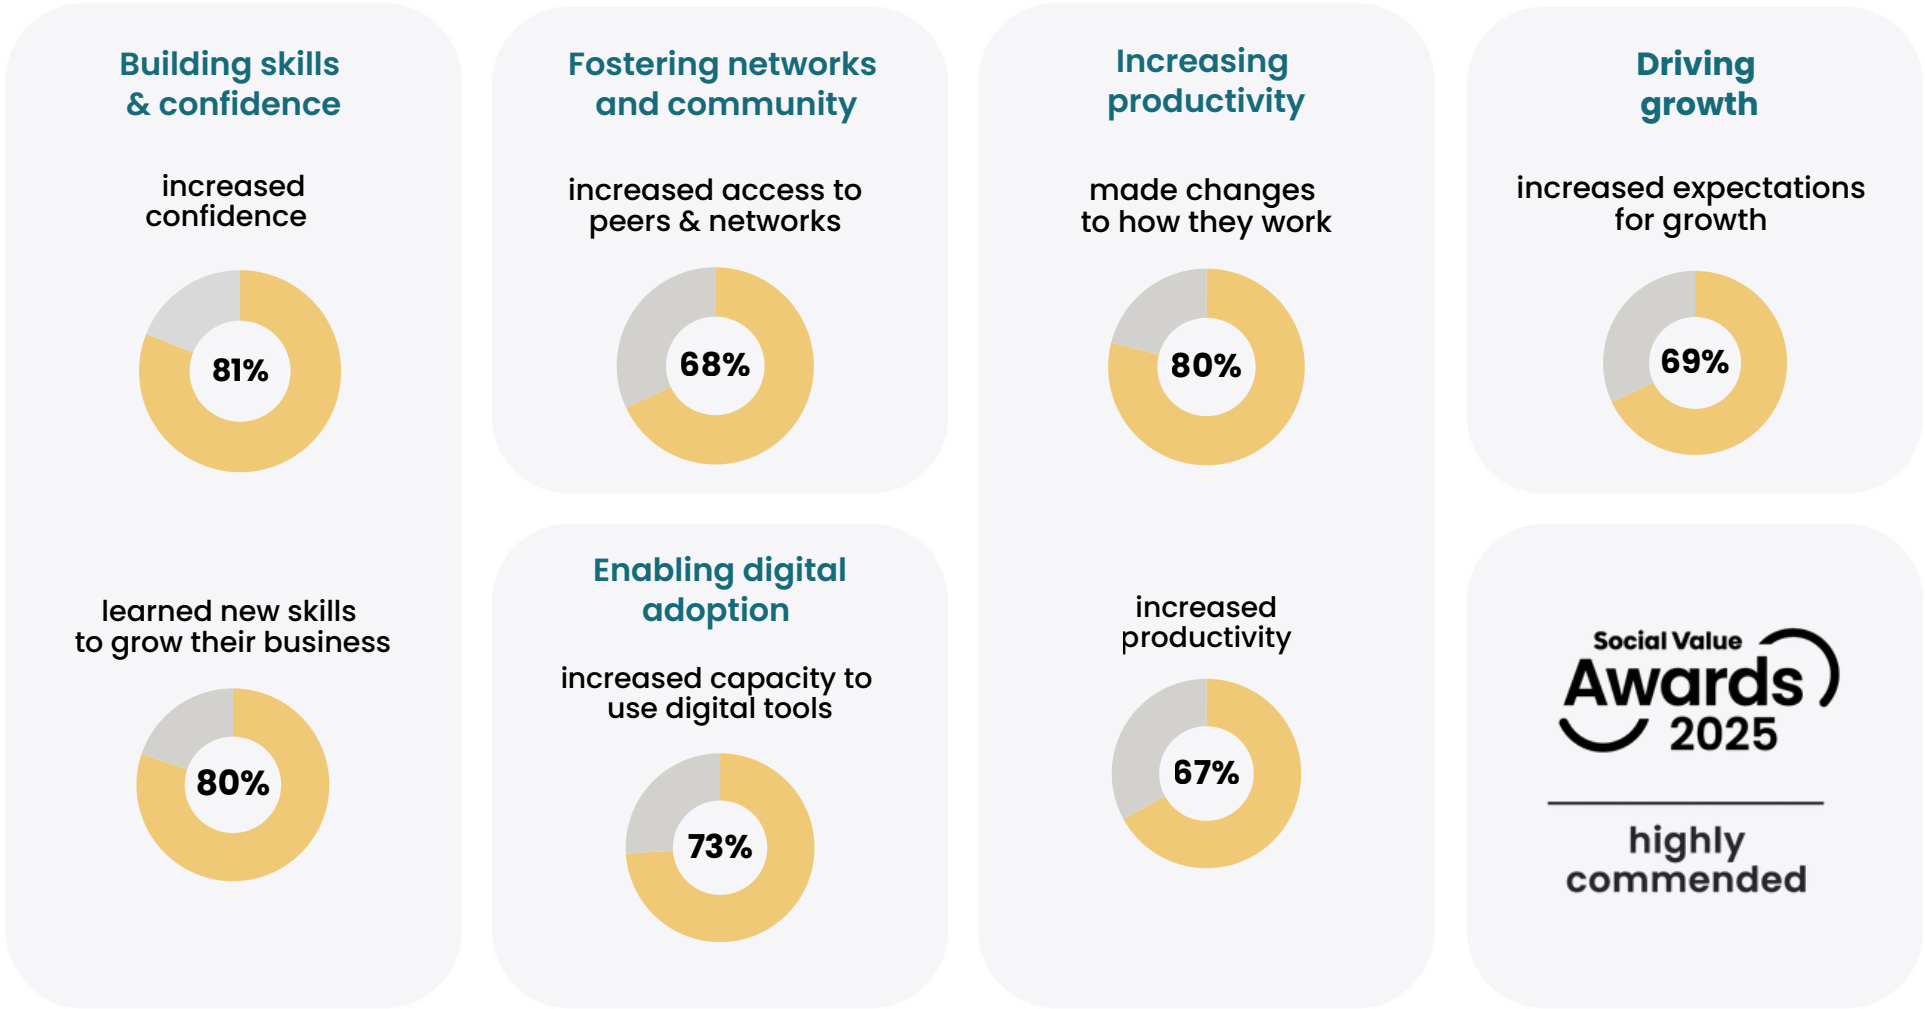 Building skills
& confidence
increased
confidence
81%
learned new skills
to grow their business
80%
Fostering networks
and community
increased access to
peers & networks
68%
Enabling digital
adoption
increased capacity to
use digital tools
73%
Increasing
productivity
made changes
to how they work
80%
increased
productivity
67%
Driving
growth
increased expectations
for growth
69%
Social Value
Awards
2025
highly
commended